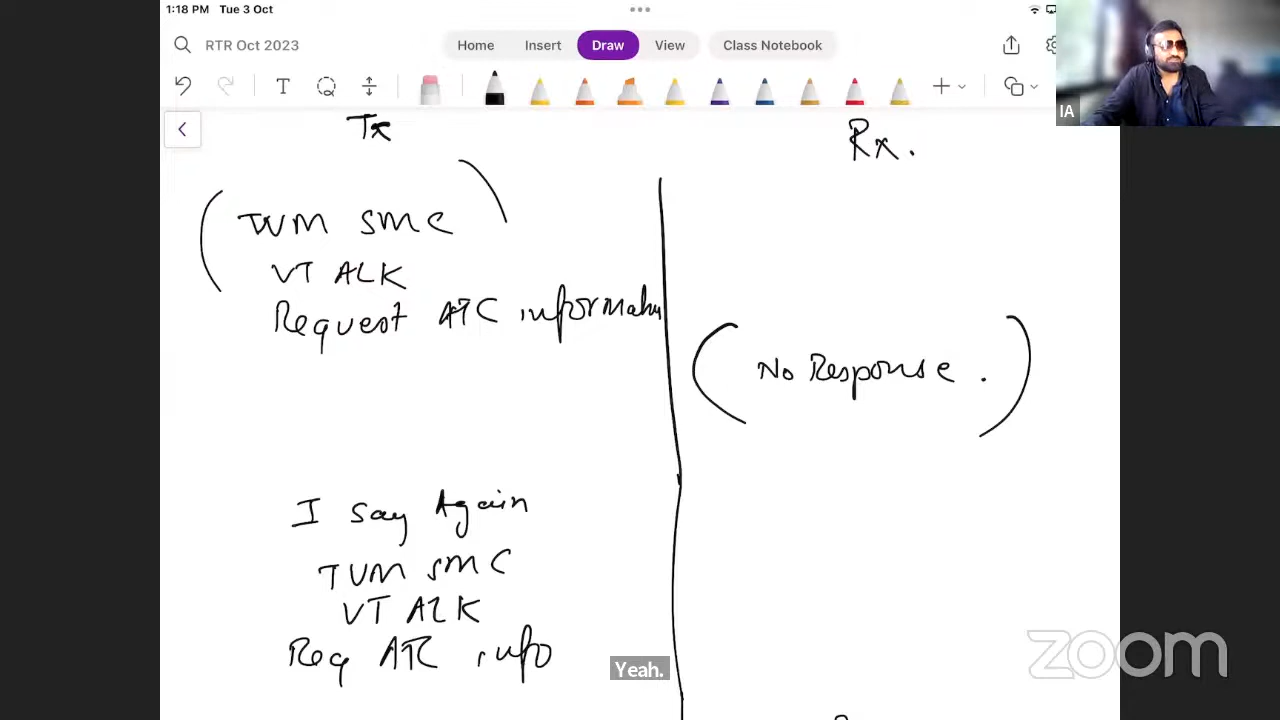 1:18 PM Tue 3 Oct
RTR Oct 2023
Home Insert Draw View Class Notebook
IA
Tx
Rx.
TVM SMC
VT ALK
Request ATC information
No Response.
I say Again
TVM SMC
VT ALK
Req ATC info
Yeah.
zoom